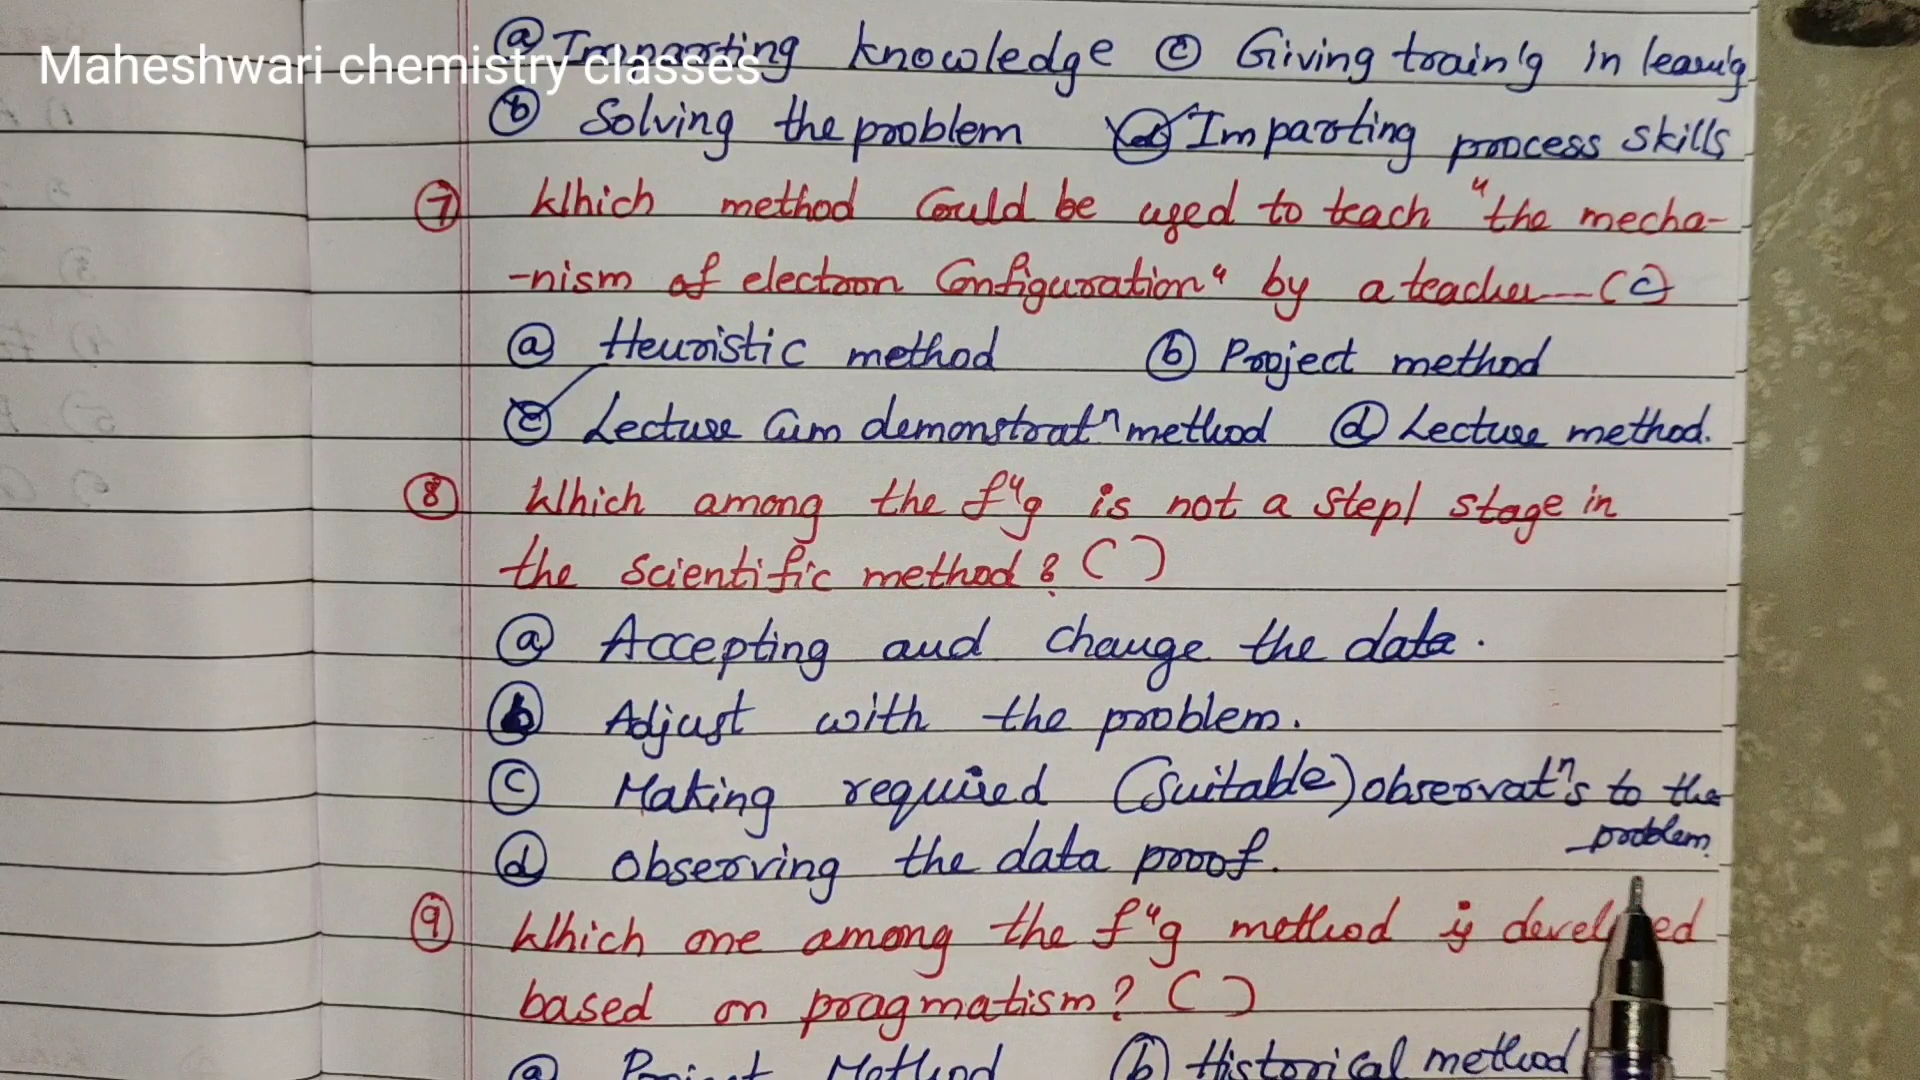 Maheshwari chemistry classes
ⓐ Imparting knowledge ⓒ Giving train'g in learn'g
ⓑ Solving the problem ⓓ Imparting process skills
⑦ Which method Could be used to teach "the mecha-
-nism of electron Configuration" by a teacher—(c)
ⓐ Heuristic method ⓑ Project method
ⓒ Lecture Cum demonstratⁿ method ⓓ Lecture method.
⑧ Which among the f"g is not a Step/ stage in
the scientific method? ( )
ⓐ Accepting and change the data.
ⓑ Adjust with the problem.
ⓒ Making required (Suitable) observatⁿs to the
problem.
ⓓ Observing the data proof.
⑨ Which one among the f"g method is
based on pragmatism? ( )
ⓐ Project Method ⓑ Historical method